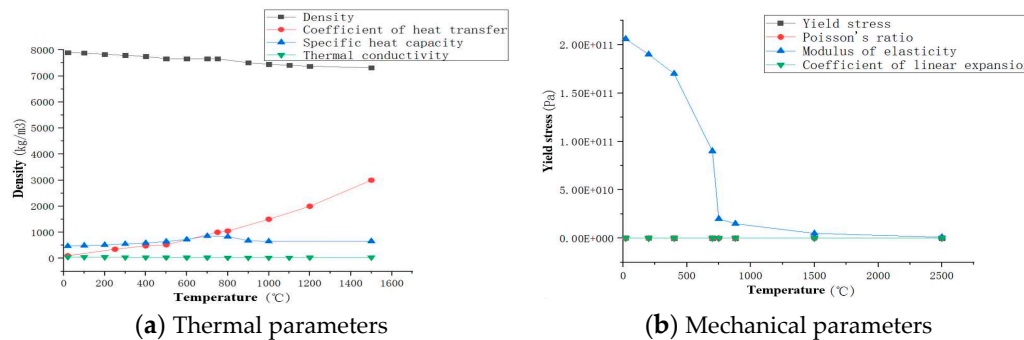 Density
Coefficient of heat transfer
Specific heat capacity
Thermal conductivity
8000
7000
6000
5000
4000
3000
2000
1000
0
Density (kg/m3)
0 200 400 600 800 1000 1200 1400 1600
Temperature (℃)
(a) Thermal parameters
Yield stress
Poisson's ratio
Modulus of elasticity
Coefficient of linear expansion
2.00E+011
1.50E+011
1.00E+011
5.00E+010
0.00E+000
Yield stress (Pa)
0 500 1000 1500 2000 2500
Temperature (℃)
(b) Mechanical parameters